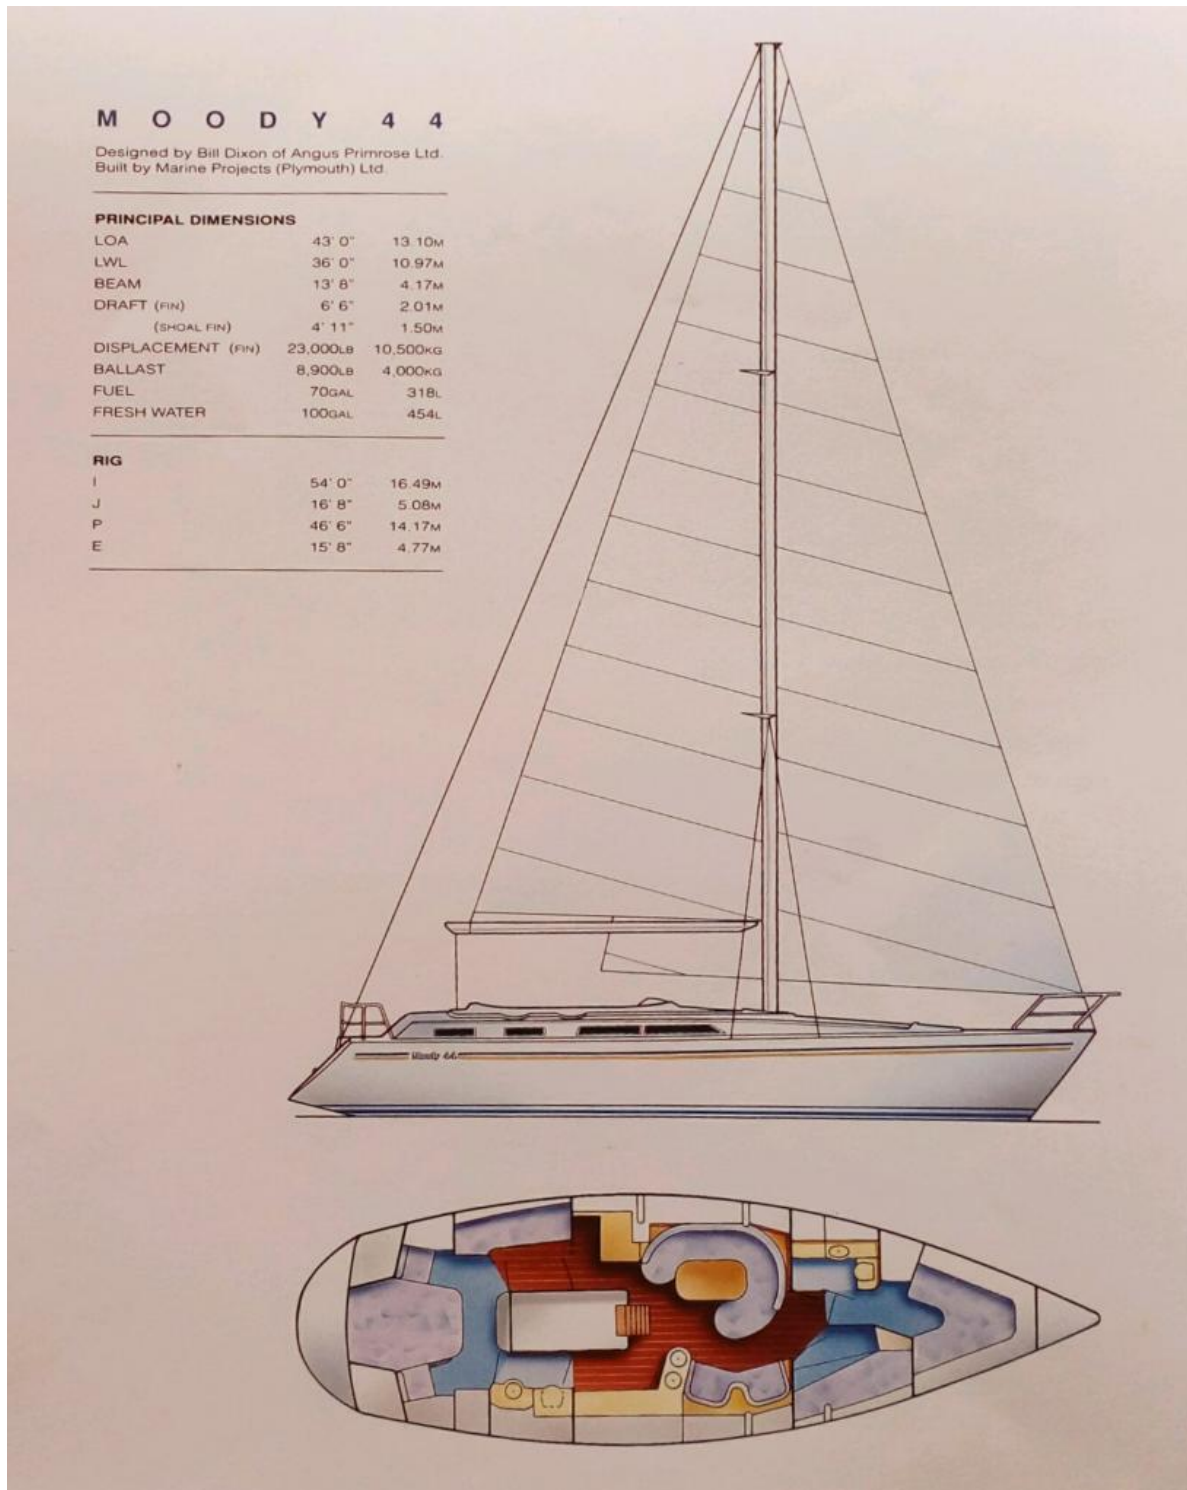 MOODY 44
Designed by Bill Dixon of Angus Primrose Ltd.
Built by Marine Projects (Plymouth) Ltd.
PRINCIPAL DIMENSIONS
LOA 43' 0" 13.10M
LWL 36' 0" 10.97M
BEAM 13' 8" 4.17M
DRAFT (FIN) 6' 6" 2.01M
(SHOAL FIN) 4' 11" 1.50M
DISPLACEMENT (FIN) 23,000LB 10,500KG
BALLAST 8,900LB 4,000KG
FUEL 70GAL 318L
FRESH WATER 100GAL 454L
RIG
I 54' 0" 16.49M
J 16' 8" 5.08M
P 46' 6" 14.17M
E 15' 8" 4.77M
Moody 44